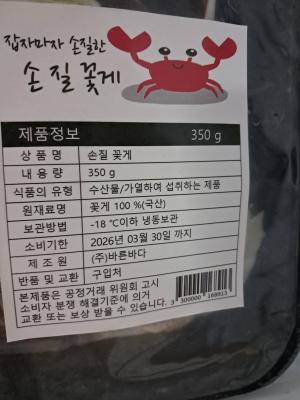 잡자마자 손질한
손질꽃게
제품정보 350 g
상 품 명 손질 꽃게
내 용 량 350 g
식품의 유형 수산물/가열하여 섭취하는 제품
원재료명 꽃게 100 %(국산)
보관방법 -18 ℃이하 냉동보관
소비기한 2026년 03월 30일 까지
제 조 원 (주)바른바다
반품 및 교환 구입처
본제품은 공정거래 위원회 고시
소비자 분쟁 해결기준에 의거
교환 또는 보상 받을 수 있습니다.
3 300000 168913